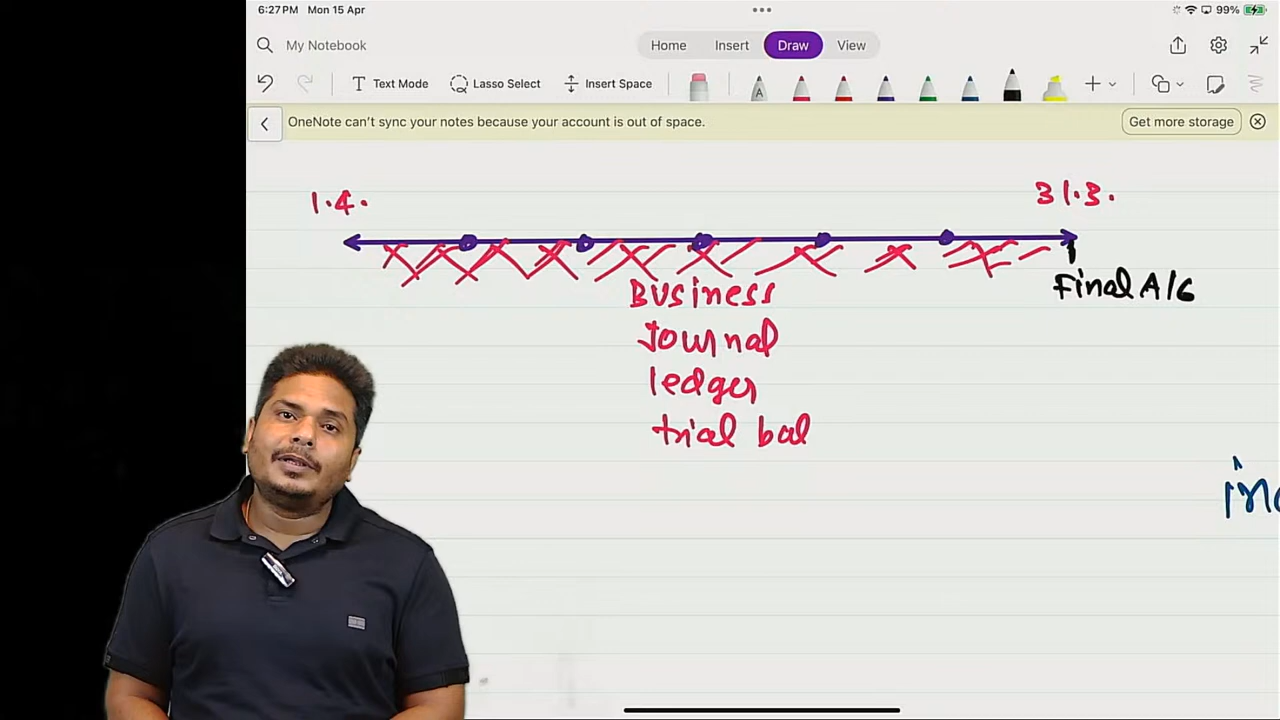 6:27 PM Mon 15 Apr
99%
My Notebook
Home Insert Draw View
Text Mode Lasso Select Insert Space
OneNote can't sync your notes because your account is out of space.
Get more storage
1.4.
31.3.
Final A/c
Business
Journal
ledger
trial bal